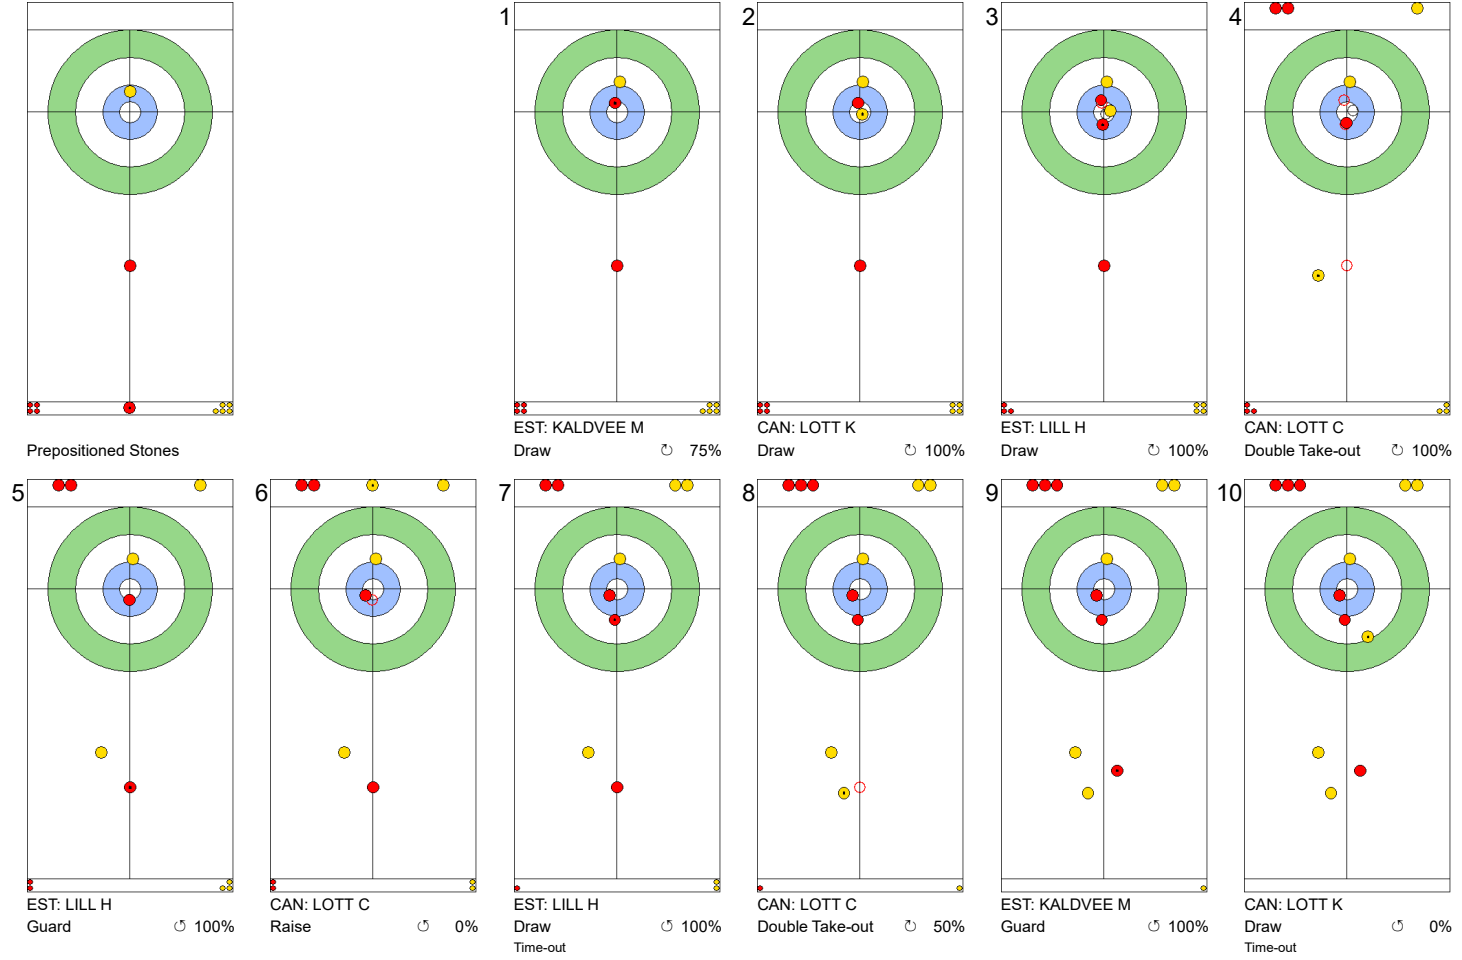 1
2
3
4
Prepositioned Stones
EST: KALDVEE M
Draw ↻ 75%
CAN: LOTT K
Draw ↻ 100%
EST: LILL H
Draw ↻ 100%
CAN: LOTT C
Double Take-out ↻ 100%
5
6
7
8
9
10
EST: LILL H
Guard ↺ 100%
CAN: LOTT C
Raise ↺ 0%
EST: LILL H
Draw ↺ 100%
Time-out
CAN: LOTT C
Double Take-out ↻ 50%
EST: KALDVEE M
Guard ↺ 100%
CAN: LOTT K
Draw ↺ 0%
Time-out